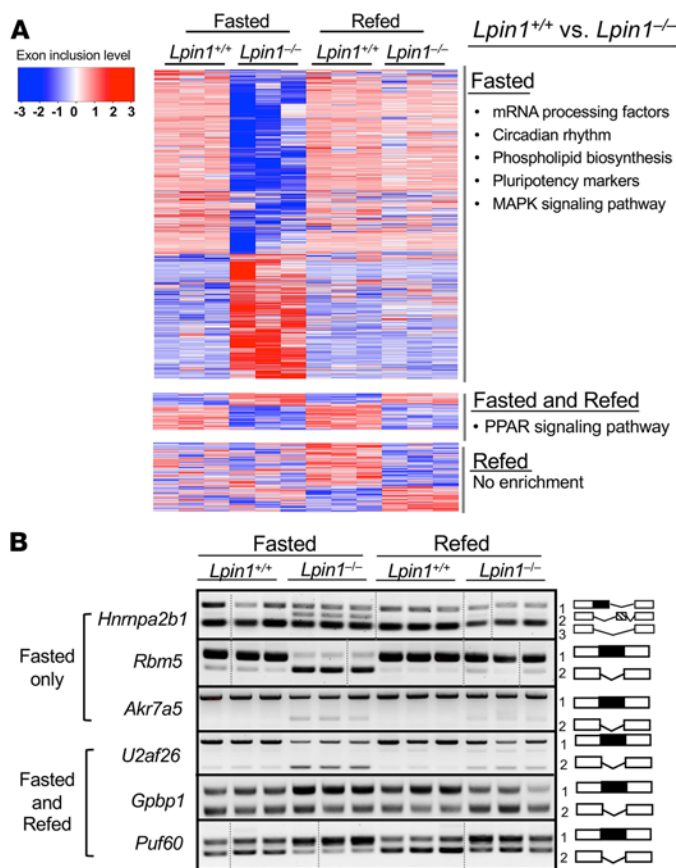 A
Fasted Refed
Lpin1+/+ vs. Lpin1–/–
Exon inclusion level
Lpin1+/+ Lpin1–/– Lpin1+/+ Lpin1–/–
-3 -2 -1 0 1 2 3
Fasted
• mRNA processing factors
• Circadian rhythm
• Phospholipid biosynthesis
• Pluripotency markers
• MAPK signaling pathway
Fasted and Refed
• PPAR signaling pathway
Refed
No enrichment
B
Fasted Refed
Lpin1+/+ Lpin1–/– Lpin1+/+ Lpin1–/–
Fasted only
Hnrnpa2b1 1 2 3
Rbm5 1 2
Akr7a5 1 2
Fasted and Refed
U2af26 1 2
Gpbp1 1 2
Puf60 1 2